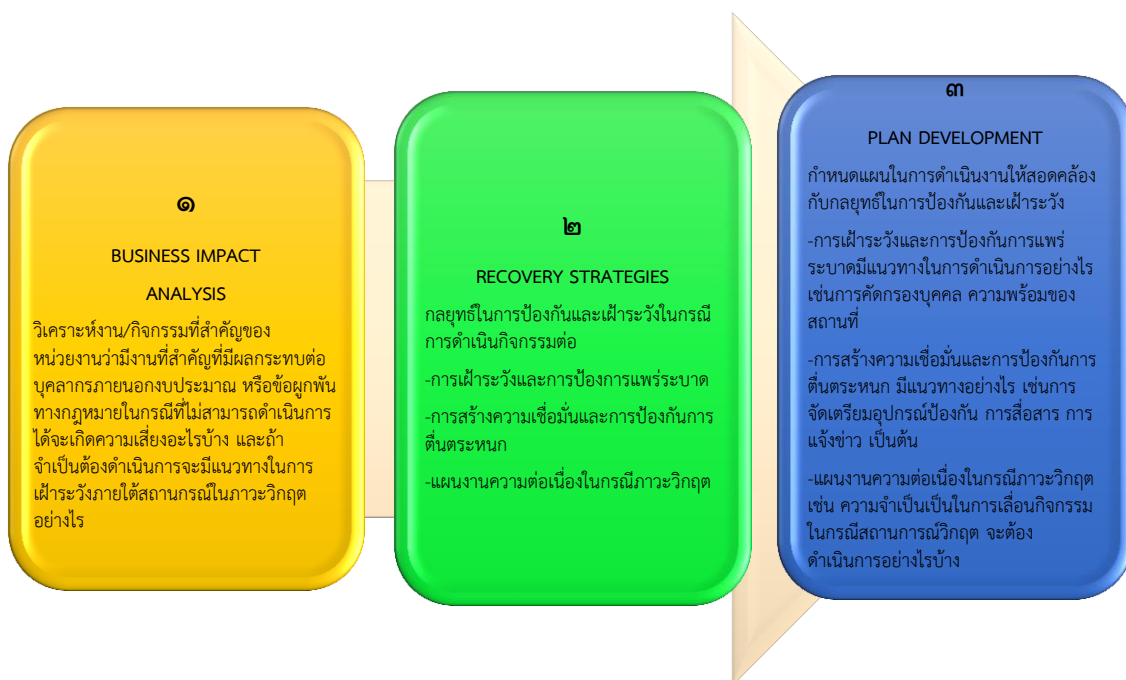 ๑
BUSINESS IMPACT
ANALYSIS
วิเคราะห์งาน/กิจกรรมที่สำคัญของ
หน่วยงานว่ามีงานที่สำคัญที่มีผลกระทบต่อ
บุคลากรภายนอกงบประมาณ หรือข้อผูกพัน
ทางกฎหมายในกรณีที่ไม่สามารถดำเนินการ
ได้จะเกิดความเสี่ยงอะไรบ้าง และถ้า
จำเป็นต้องดำเนินการจะมีแนวทางในการ
เฝ้าระวังภายใต้สถานกรณ์ในภาวะวิกฤต
อย่างไร
๒
RECOVERY STRATEGIES
กลยุทธ์ในการป้องกันและเฝ้าระวังในกรณี
การดำเนินกิจกรรมต่อ
-การเฝ้าระวังและการป้องการแพร่ระบาด
-การสร้างความเชื่อมั่นและการป้องกันการ
ตื่นตระหนก
-แผนงานความต่อเนื่องในกรณีภาวะวิกฤต
๓
PLAN DEVELOPMENT
กำหนดแผนในการดำเนินงานให้สอดคล้อง
กับกลยุทธ์ในการป้องกันและเฝ้าระวัง
-การเฝ้าระวังและการป้องกันการแพร่
ระบาดมีแนวทางในการดำเนินการอย่างไร
เช่นการคัดกรองบุคคล ความพร้อมของ
สถานที่
-การสร้างความเชื่อมั่นและการป้องกันการ
ตื่นตระหนก มีแนวทางอย่างไร เช่นการ
จัดเตรียมอุปกรณ์ป้องกัน การสื่อสาร การ
แจ้งข่าว เป็นต้น
-แผนงานความต่อเนื่องในกรณีภาวะวิกฤต
เช่น ความจำเป็นเป็นในการเลื่อนกิจกรรม
ในกรณีสถานการณ์วิกฤต จะต้อง
ดำเนินการอย่างไรบ้าง